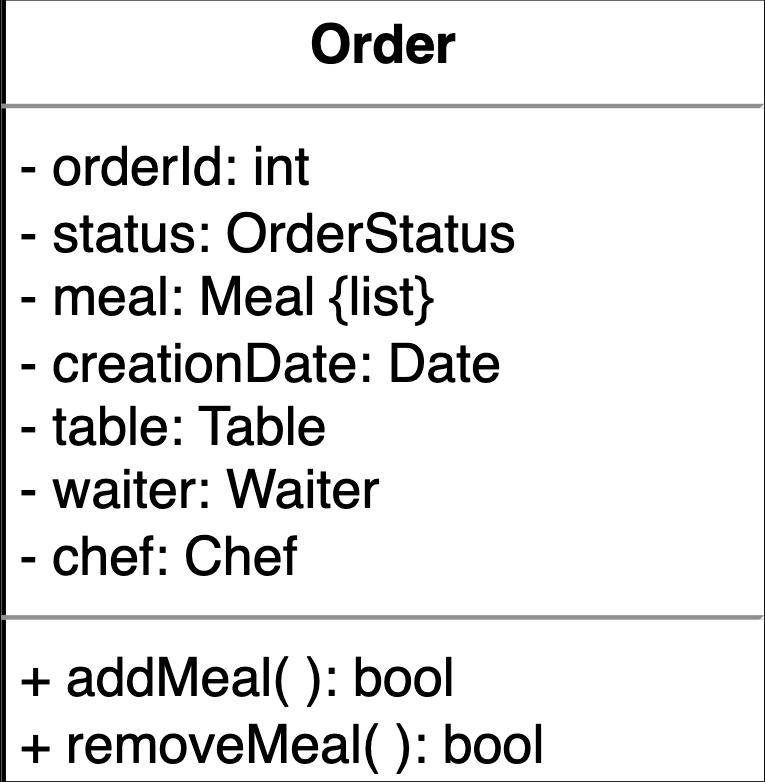 Order
- orderId: int
- status: OrderStatus
- meal: Meal {list}
- creationDate: Date
- table: Table
- waiter: Waiter
- chef: Chef
+ addMeal( ): bool
+ removeMeal( ): bool